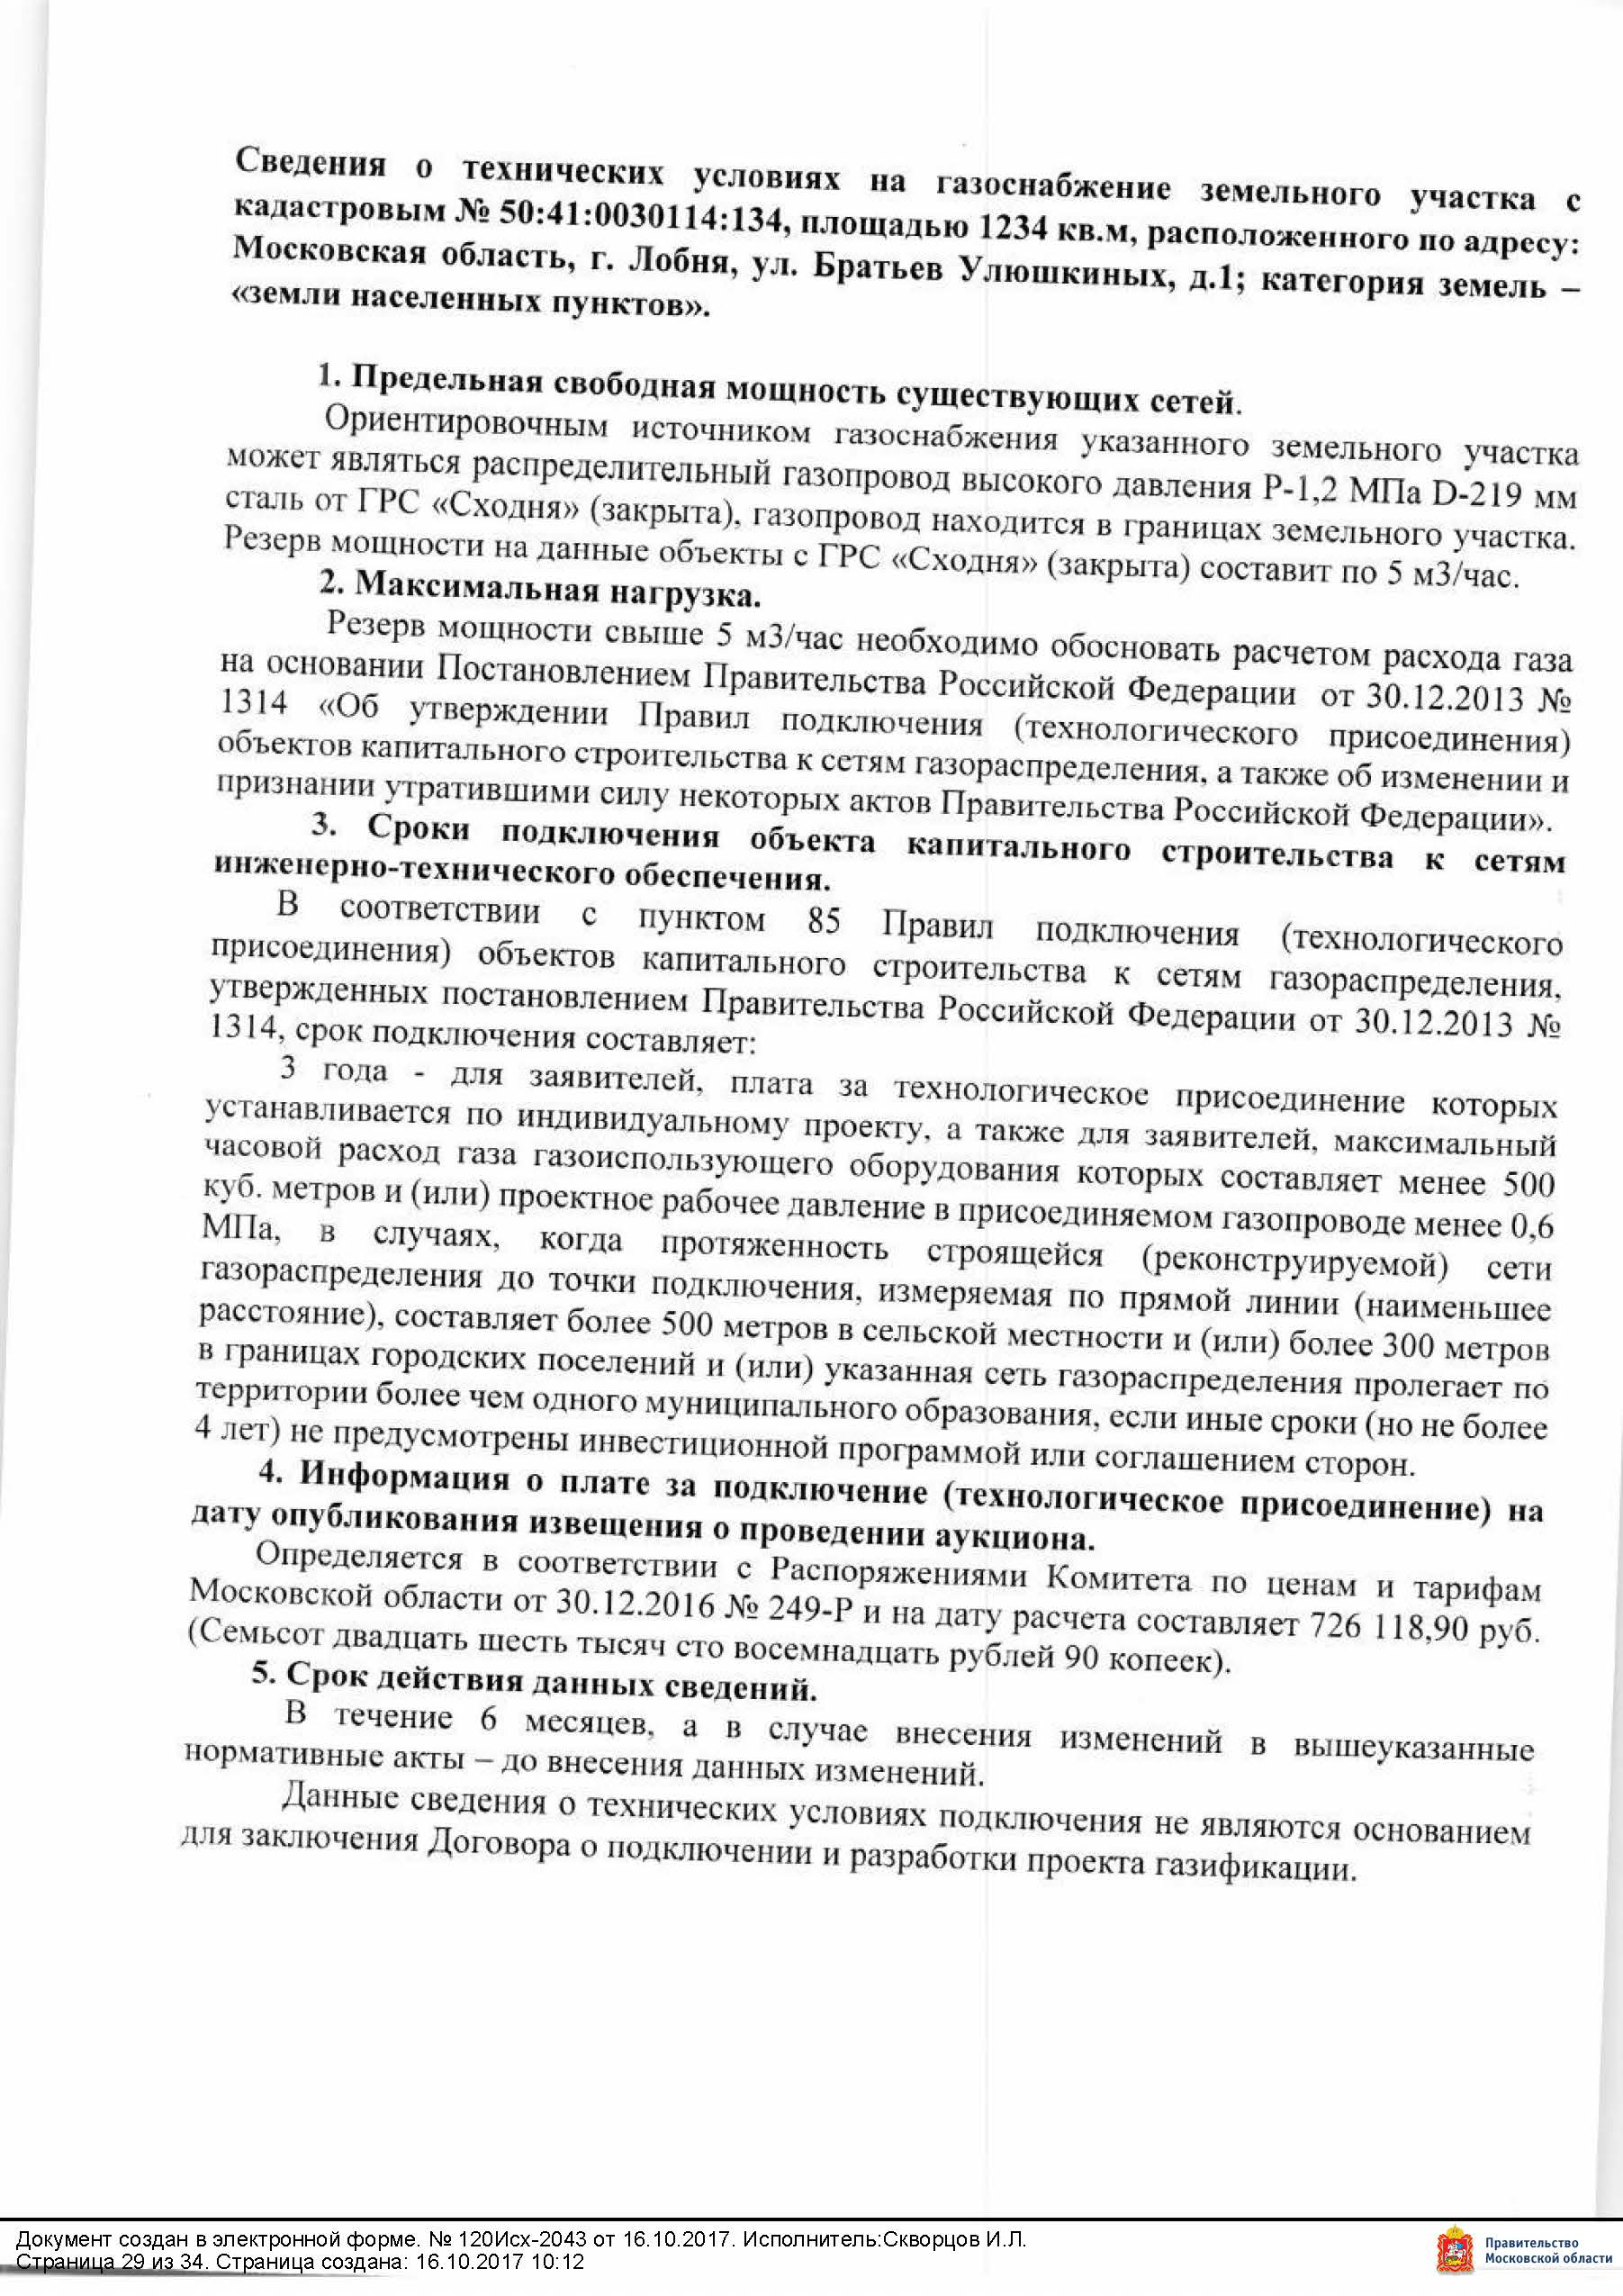 Сведения о технических условиях на газоснабжение земельного участка с
кадастровым № 50:41:0030114:134, площадью 1234 кв.м, расположенного по адресу:
Московская область, г. Лобня, ул. Братьев Улюшкиных, д.1; категория земель –
«земли населенных пунктов».
1. Предельная свободная мощность существующих сетей.
Ориентировочным источником газоснабжения указанного земельного участка
может являться распределительный газопровод высокого давления Р-1,2 МПа D-219 мм
сталь от ГРС «Сходня» (закрыта), газопровод находится в границах земельного участка.
Резерв мощности на данные объекты с ГРС «Сходня» (закрыта) составит по 5 м3/час.
2. Максимальная нагрузка.
Резерв мощности свыше 5 м3/час необходимо обосновать расчетом расхода газа
на основании Постановлением Правительства Российской Федерации от 30.12.2013 №
1314 «Об утверждении Правил подключения (технологического присоединения)
объектов капитального строительства к сетям газораспределения, а также об изменении и
признании утратившими силу некоторых актов Правительства Российской Федерации».
3. Сроки подключения объекта капитального строительства к сетям
инженерно-технического обеспечения.
В соответствии с пунктом 85 Правил подключения (технологического
присоединения) объектов капитального строительства к сетям газораспределения,
утвержденных постановлением Правительства Российской Федерации от 30.12.2013 №
1314, срок подключения составляет:
3 года - для заявителей, плата за технологическое присоединение которых
устанавливается по индивидуальному проекту, а также для заявителей, максимальный
часовой расход газа газоиспользующего оборудования которых составляет менее 500
куб. метров и (или) проектное рабочее давление в присоединяемом газопроводе менее 0,6
МПа, в случаях, когда протяженность строящейся (реконструируемой) сети
газораспределения до точки подключения, измеряемая по прямой линии (наименьшее
расстояние), составляет более 500 метров в сельской местности и (или) более 300 метров
в границах городских поселений и (или) указанная сеть газораспределения пролегает по
территории более чем одного муниципального образования, если иные сроки (но не более
4 лет) не предусмотрены инвестиционной программой или соглашением сторон.
4. Информация о плате за подключение (технологическое присоединение) на
дату опубликования извещения о проведении аукциона.
Определяется в соответствии с Распоряжениями Комитета по ценам и тарифам
Московской области от 30.12.2016 № 249-Р и на дату расчета составляет 726 118,90 руб.
(Семьсот двадцать шесть тысяч сто восемнадцать рублей 90 копеек).
5. Срок действия данных сведений.
В течение 6 месяцев, а в случае внесения изменений в вышеуказанные
нормативные акты – до внесения данных изменений.
Данные сведения о технических условиях подключения не являются основанием
для заключения Договора о подключении и разработки проекта газификации.
Документ создан в электронной форме. № 120Исх-2043 от 16.10.2017. Исполнитель:Скворцов И.Л.
Страница 29 из 34. Страница создана: 16.10.2017 10:12
Правительство
Московской области